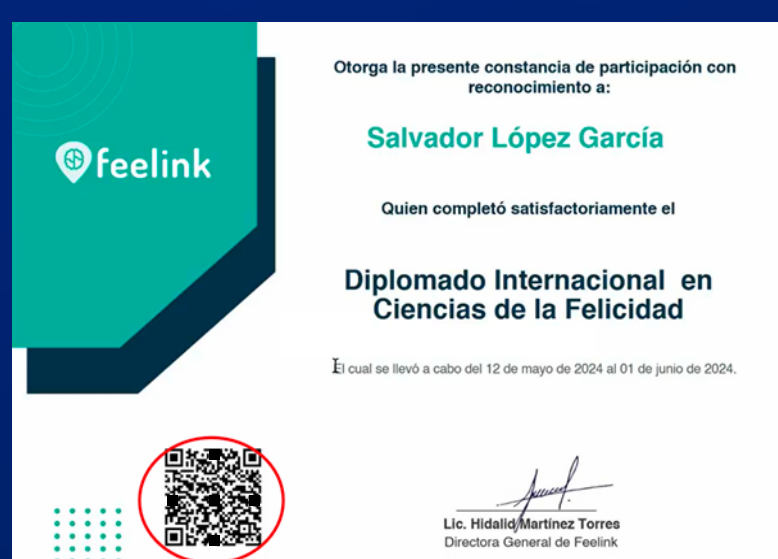 Otorga la presente constancia de participación con
reconocimiento a:
feelink
Salvador López García
Quien completó satisfactoriamente el
Diplomado Internacional en
Ciencias de la Felicidad
El cual se llevó a cabo del 12 de mayo de 2024 al 01 de junio de 2024.
Lic. Hidalid Martínez Torres
Directora General de Feelink